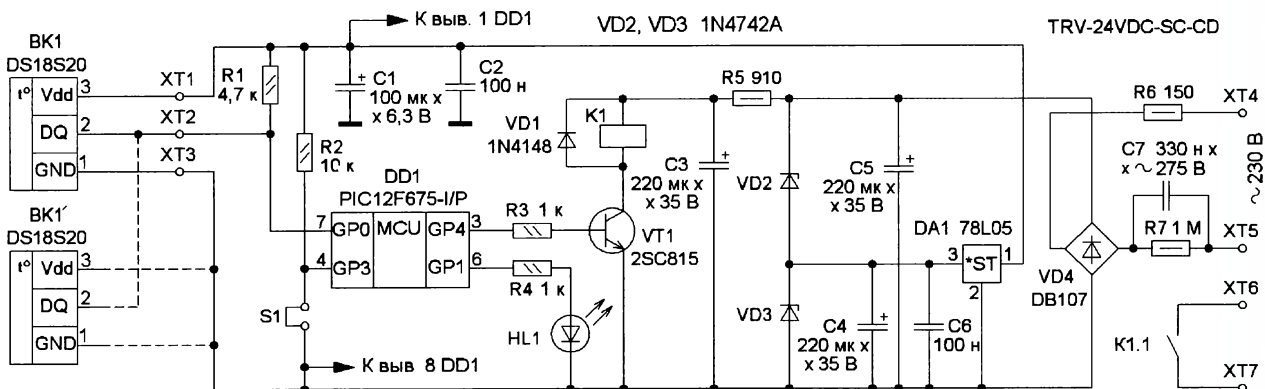 К выв. 1 DD1
VD2, VD3 1N4742A
TRV-24VDC-SC-CD
BK1
DS18S20
t°
Vdd
3
DQ
2
GND
1
XT1
XT2
XT3
R1
4,7 к
C1
100 мк х
х 6,3 В
C2
100 н
R2
10 к
VD1
1N4148
K1
R5 910
C3
220 мк х
х 35 В
VD2
C5
220 мк х
х 35 В
R6 150
XT4
C7 330 н х
х ~ 275 В
~ 230 В
R7 1 М
XT5
DD1
PIC12F675-I/P
7
GP0
MCU
GP4
3
4
GP3
GP1
6
R3 1 к
R4 1 к
VT1
2SC815
DA1 78L05
3
*ST
1
2
VD4
DB107
BK1′
DS18S20
t°
Vdd
3
DQ
2
GND
1
S1
HL1
VD3
C4
220 мк х
х 35 В
C6
100 н
XT6
K1.1
XT7
К выв 8 DD1